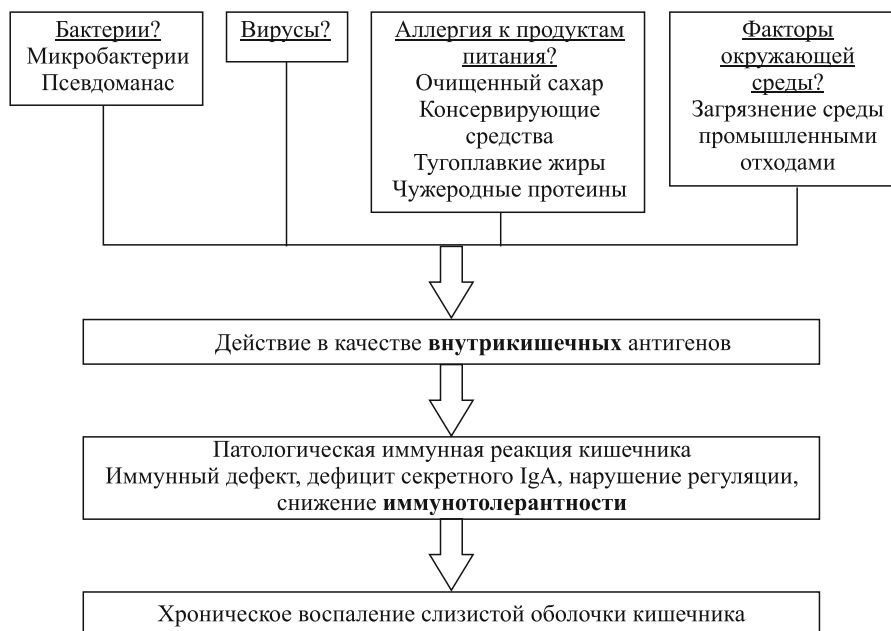 Бактерии?
Микробактерии
Псевдоманас
Вирусы?
Аллергия к продуктам
питания?
Очищенный сахар
Консервирующие
средства
Тугоплавкие жиры
Чужеродные протеины
Факторы
окружающей
среды?
Загрязнение среды
промышленными
отходами
Действие в качестве внутрикишечных антигенов
Патологическая иммунная реакция кишечника
Иммунный дефект, дефицит секретного IgA, нарушение регуляции,
снижение иммунотолерантности
Хроническое воспаление слизистой оболочки кишечника